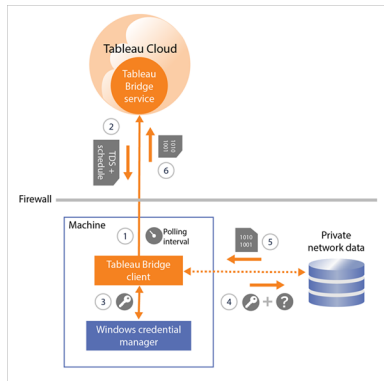 Tableau Cloud
Tableau
Bridge
service
2
TDS +
schedule
1010
1001
6
Firewall
Machine
1
Polling
interval
1010
1001
5
Private
network data
Tableau Bridge
client
3
4
+
?
Windows credential
manager